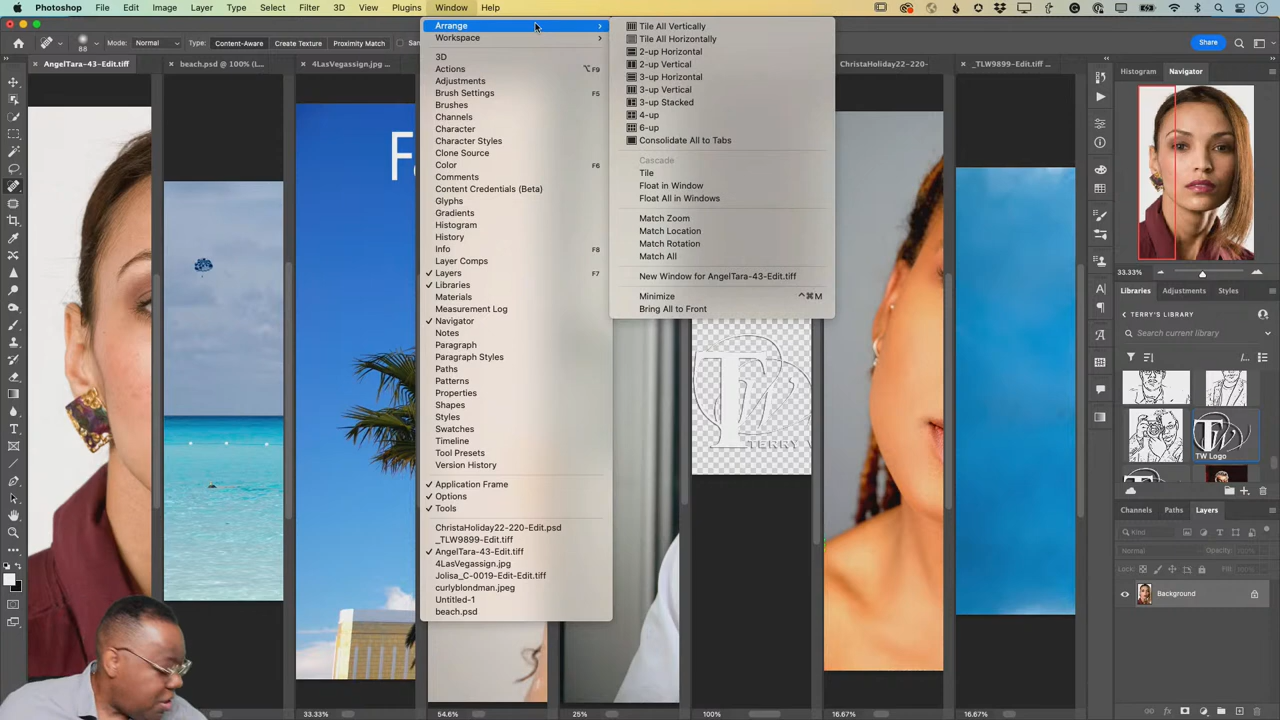 Photoshop File Edit Image Layer Type Select Filter 3D View Plugins Window Help
88 Mode: Normal Type: Content-Aware Create Texture Proximity Match
Share
AngelTara-43-Edit.tiff
beach.psd @ 100% (L...
4LasVegassign.jpg ...
ChristaHoliday22-220-
_TLW9899-Edit.tiff ...
Arrange
Workspace
3D
Actions ⌥F9
Adjustments
Brush Settings F5
Brushes
Channels
Character
Character Styles
Clone Source
Color F6
Comments
Content Credentials (Beta)
Glyphs
Gradients
Histogram
History
Info F8
Layer Comps
Layers F7
Libraries
Materials
Measurement Log
Navigator
Notes
Paragraph
Paragraph Styles
Paths
Patterns
Properties
Shapes
Styles
Swatches
Timeline
Tool Presets
Version History
Application Frame
Options
Tools
ChristaHoliday22-220-Edit.psd
_TLW9899-Edit.tiff
AngelTara-43-Edit.tiff
4LasVegassign.jpg
Jolisa_C-0019-Edit-Edit.tiff
curlyblondman.jpeg
Untitled-1
beach.psd
Tile All Vertically
Tile All Horizontally
2-up Horizontal
2-up Vertical
3-up Horizontal
3-up Vertical
3-up Stacked
4-up
6-up
Consolidate All to Tabs
Cascade
Tile
Float in Window
Float All in Windows
Match Zoom
Match Location
Match Rotation
Match All
New Window for AngelTara-43-Edit.tiff
Minimize ^⌘M
Bring All to Front
TERRY
Histogram Navigator
33.33%
Libraries Adjustments Styles
TERRY'S LIBRARY
Search current library
TW Logo
Channels Paths Layers
Kind
Normal Opacity: 100%
Lock: Fill: 100%
Background
33.33%
54.6%
25%
100%
16.67%
16.67%